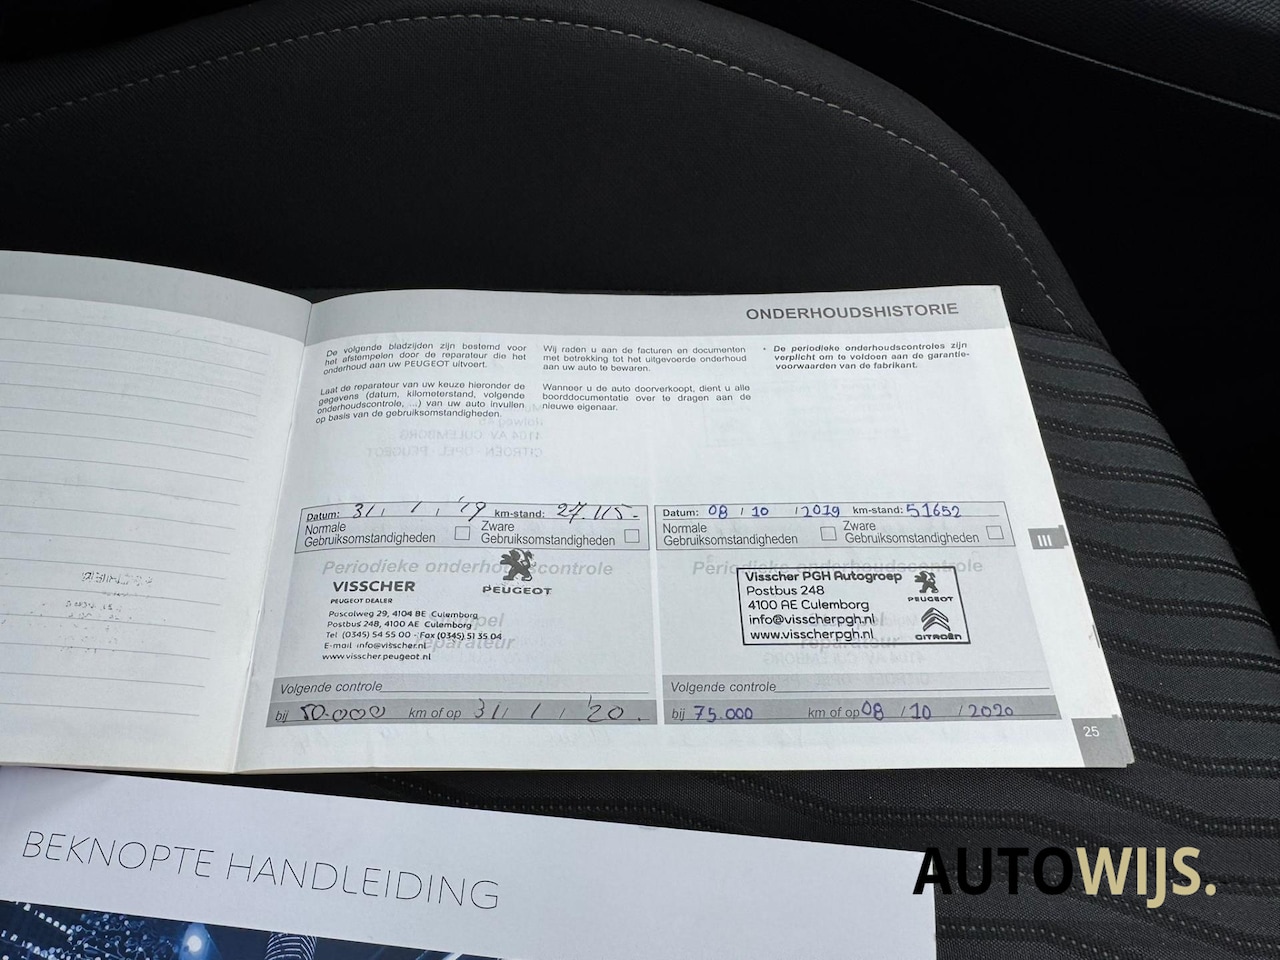 ONDERHOUDSHISTORIE
De volgende bladzijden zijn bestemd voor
het afstempelen door de reparateur die het
onderhoud aan uw PEUGEOT uitvoert.
Laat de reparateur van uw keuze hieronder de
gegevens (datum, kilometerstand, volgende
onderhoudscontrole, ...) van uw auto invullen
op basis van de gebruiksomstandigheden.
Wij raden u aan de facturen en documenten
met betrekking tot het uitgevoerde onderhoud
aan uw auto te bewaren.
Wanneer u de auto doorverkoopt, dient u alle
boorddocumentatie over te dragen aan de
nieuwe eigenaar.
• De periodieke onderhoudscontroles zijn
verplicht om te voldoen aan de garantie-
voorwaarden van de fabrikant.
Datum: 31 / 1 / '19 km-stand: 27.115.-
Normale
Gebruiksomstandigheden
Zware
Gebruiksomstandigheden
Periodieke onderhoudscontrole
VISSCHER
PEUGEOT DEALER
PEUGEOT
Pascalweg 29, 4104 BE Culemborg
Postbus 248, 4100 AE Culemborg
Tel (0345) 54 55 00 - Fax (0345) 51 35 04
E-mail info@visscher.nl
www.visscher.peugeot.nl
reparateur
Volgende controle
bij 50.000 km of op 31 / 1 / '20.
Datum: 08 / 10 / 2019 km-stand: 51652
Normale
Gebruiksomstandigheden
Zware
Gebruiksomstandigheden
Periodieke onderhoudscontrole
Visscher PGH Autogroep
Postbus 248
4100 AE Culemborg
info@visscherpgh.nl
www.visscherpgh.nl
PEUGEOT
CITROËN
reparateur
Volgende controle
bij 75.000 km of op 08 / 10 / 2020
III
25
BEKNOPTE HANDLEIDING
AUTOWIJS.